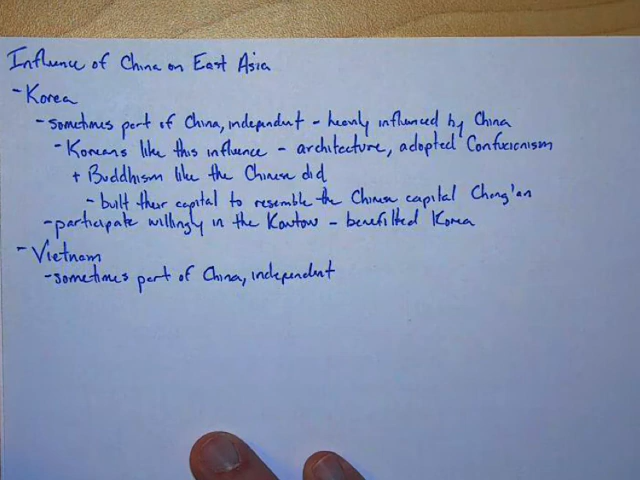 Influence of China on East Asia
- Korea
- sometimes part of China, independent - heavily influenced by China
- Koreans like this influence - architecture, adopted Confucionism
+ Buddhism like the Chinese did
- built their capital to resemble the Chinese capital Chang'an
- participate willingly in the Kowtow - benefitted Korea
- Vietnam
- sometimes part of China, independent